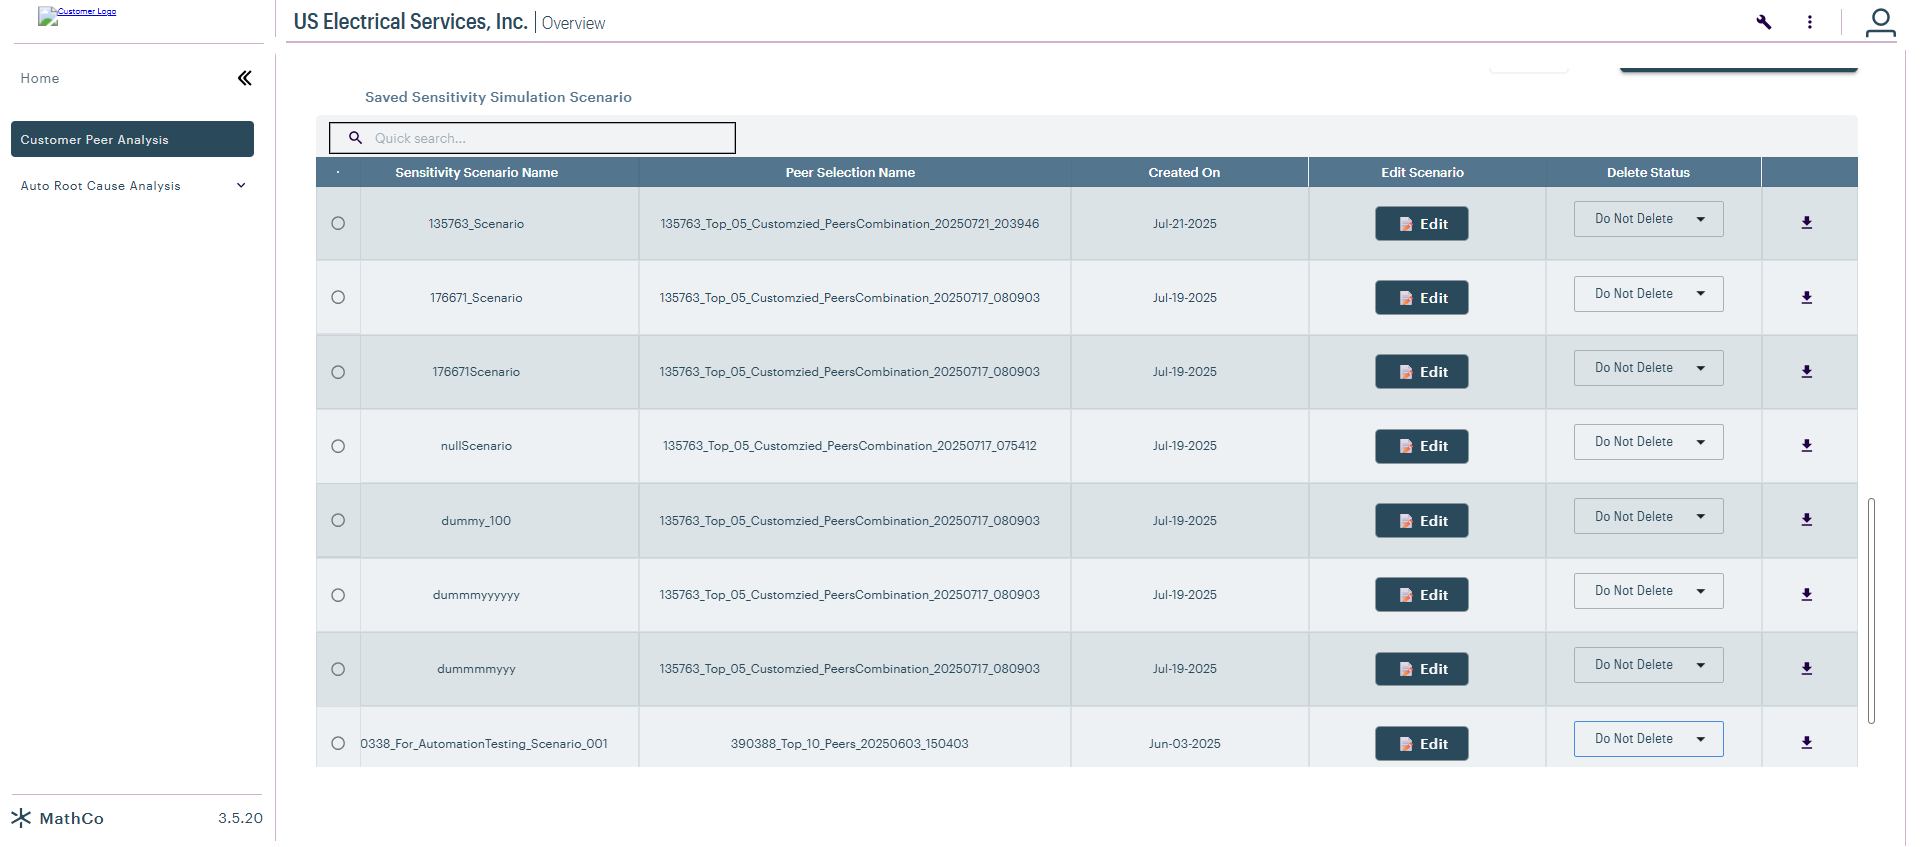 Customer Logo
US Electrical Services, Inc. | Overview
Home
Customer Peer Analysis
Auto Root Cause Analysis
Saved Sensitivity Simulation Scenario
Quick search...
. Sensitivity Scenario Name Peer Selection Name Created On Edit Scenario Delete Status
135763_Scenario 135763_Top_05_Customzied_PeersCombination_20250721_203946 Jul-21-2025 Edit Do Not Delete
176671_Scenario 135763_Top_05_Customzied_PeersCombination_20250717_080903 Jul-19-2025 Edit Do Not Delete
176671Scenario 135763_Top_05_Customzied_PeersCombination_20250717_080903 Jul-19-2025 Edit Do Not Delete
nullScenario 135763_Top_05_Customzied_PeersCombination_20250717_075412 Jul-19-2025 Edit Do Not Delete
dummy_100 135763_Top_05_Customzied_PeersCombination_20250717_080903 Jul-19-2025 Edit Do Not Delete
dummmyyyyyy 135763_Top_05_Customzied_PeersCombination_20250717_080903 Jul-19-2025 Edit Do Not Delete
dummmmyyy 135763_Top_05_Customzied_PeersCombination_20250717_080903 Jul-19-2025 Edit Do Not Delete
0338_For_AutomationTesting_Scenario_001 390388_Top_10_Peers_20250603_150403 Jun-03-2025 Edit Do Not Delete
MathCo 3.5.20